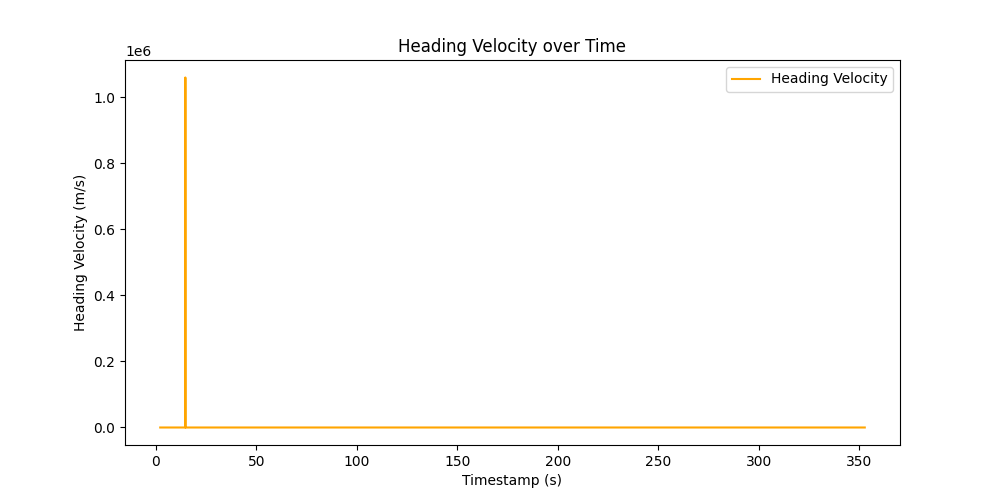 Heading Velocity over Time
1e6
Heading Velocity
1.0
0.8
0.6
0.4
0.2
0.0
Heading Velocity (m/s)
0 50 100 150 200 250 300 350
Timestamp (s)